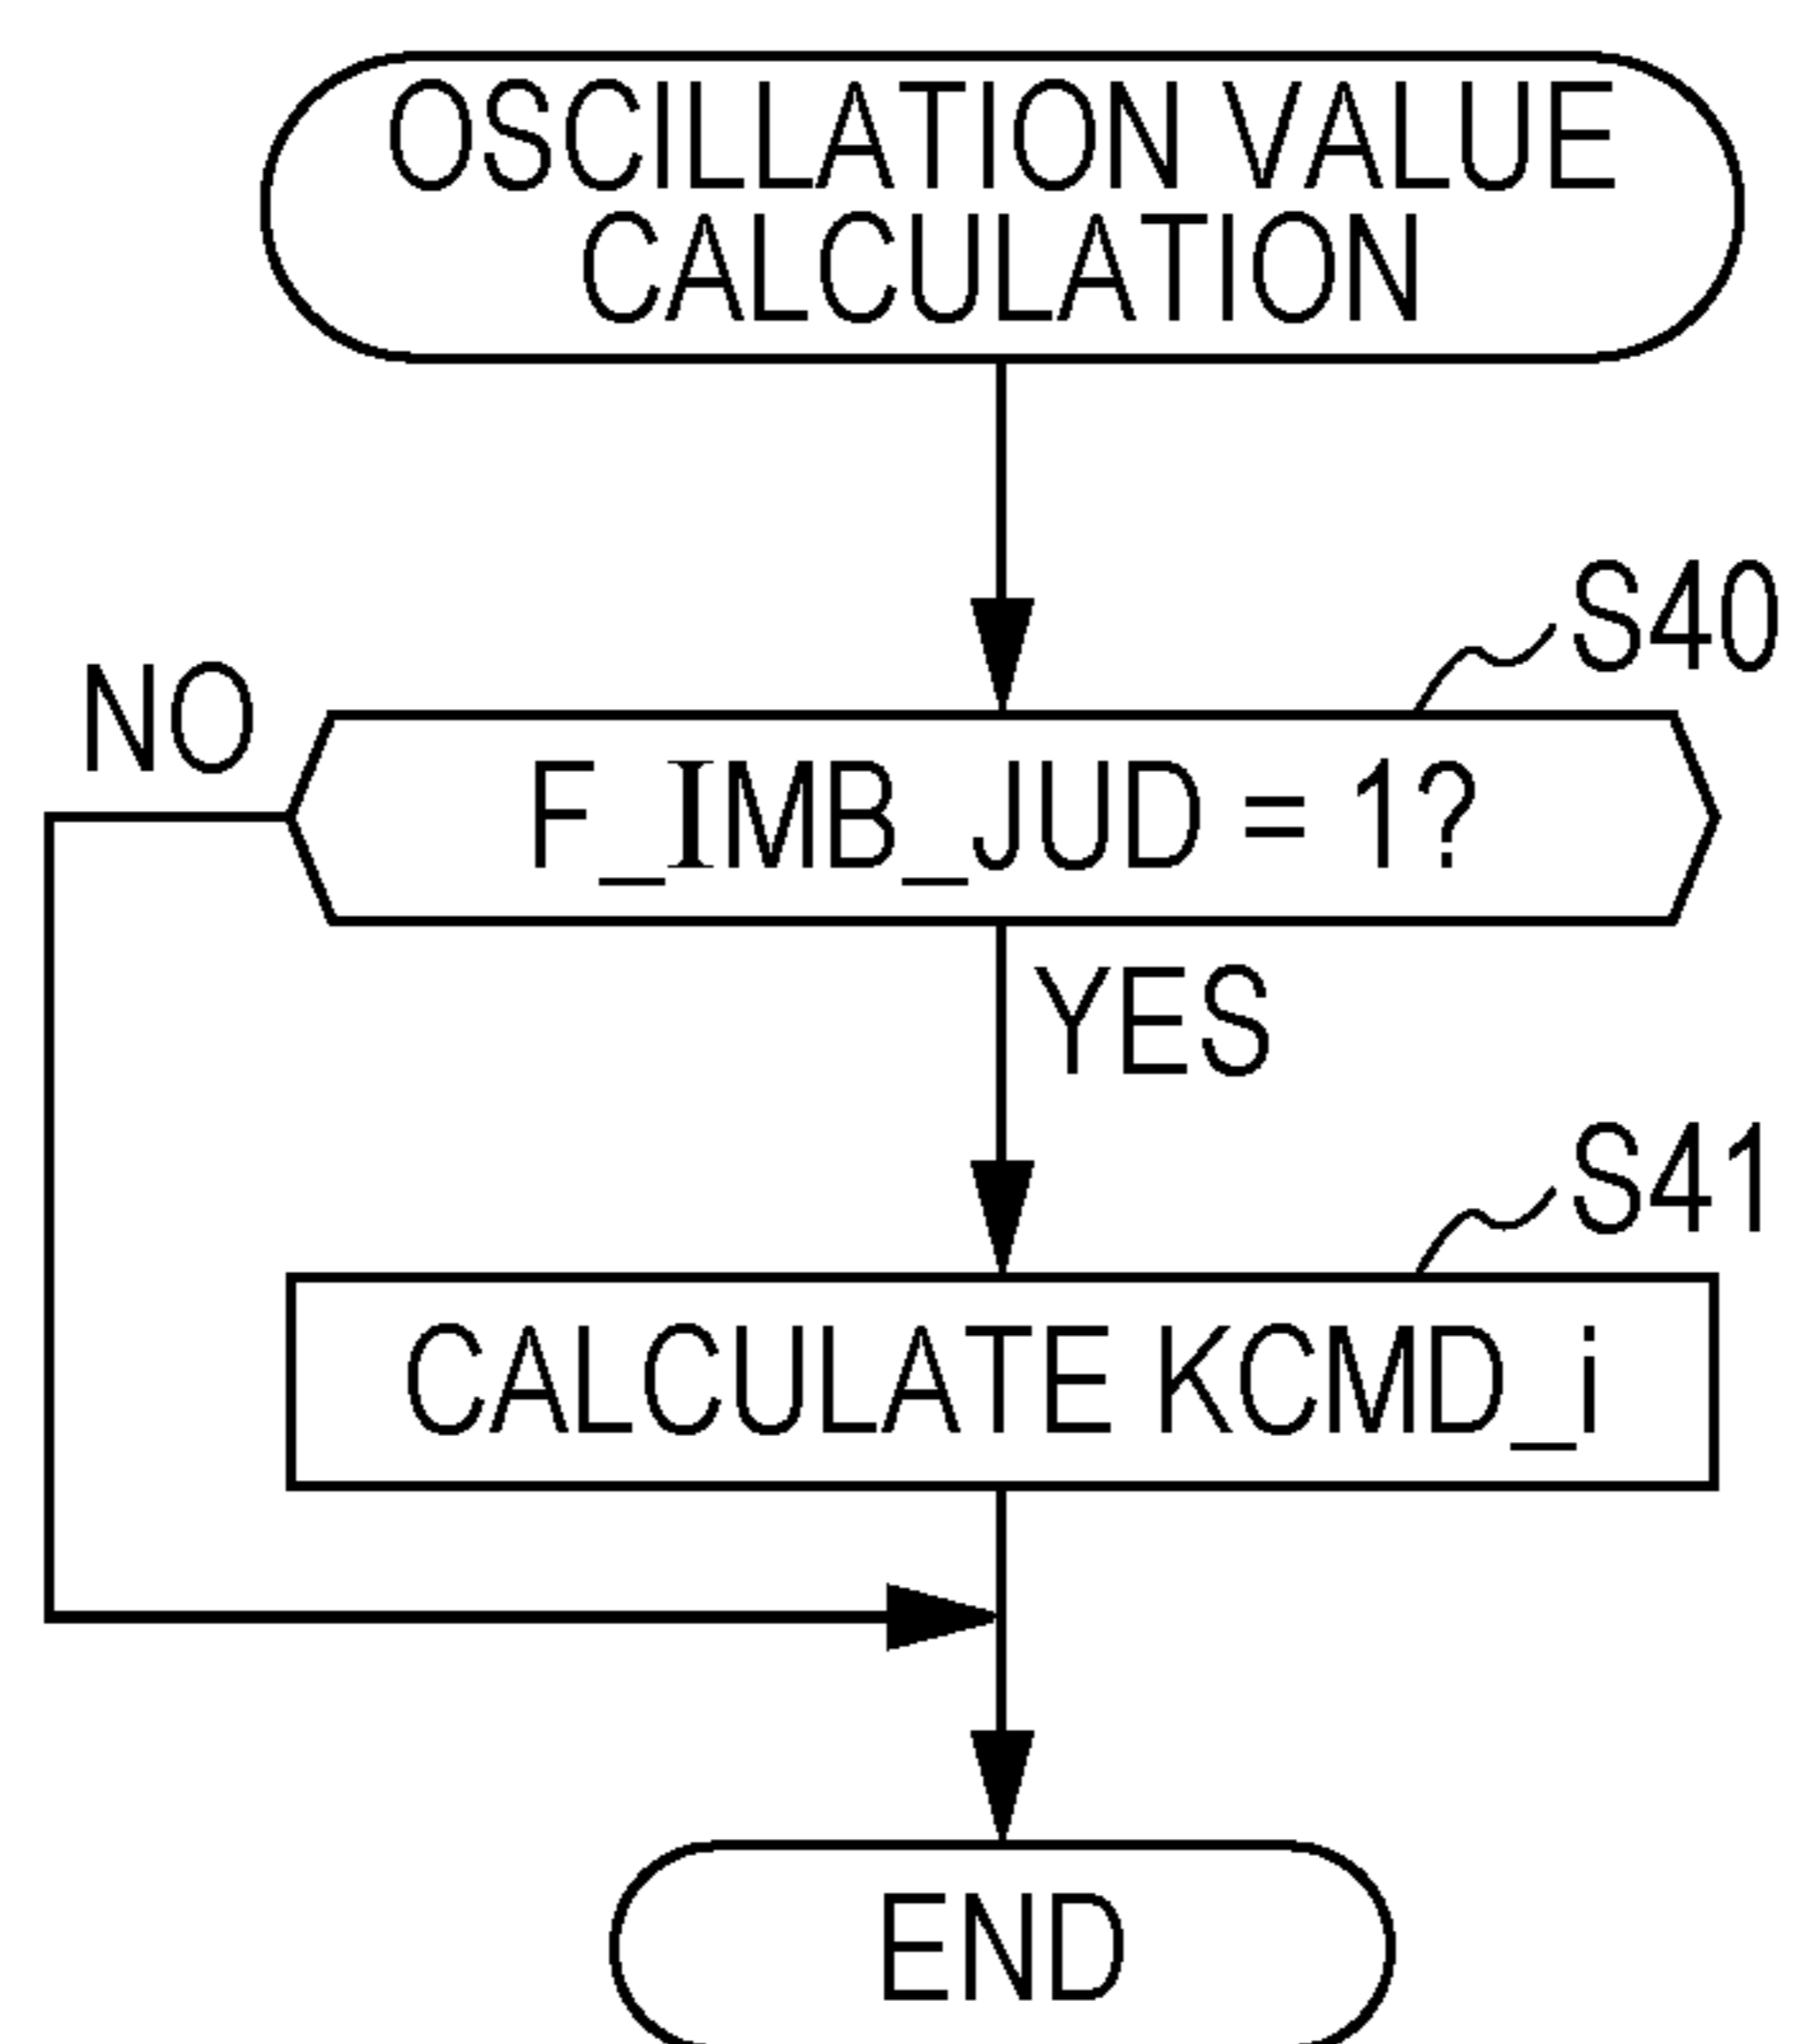 OSCILLATION VALUE
CALCULATION
S40
NO
F_IMB_JUD = 1?
YES
S41
CALCULATE KCMD_i
END